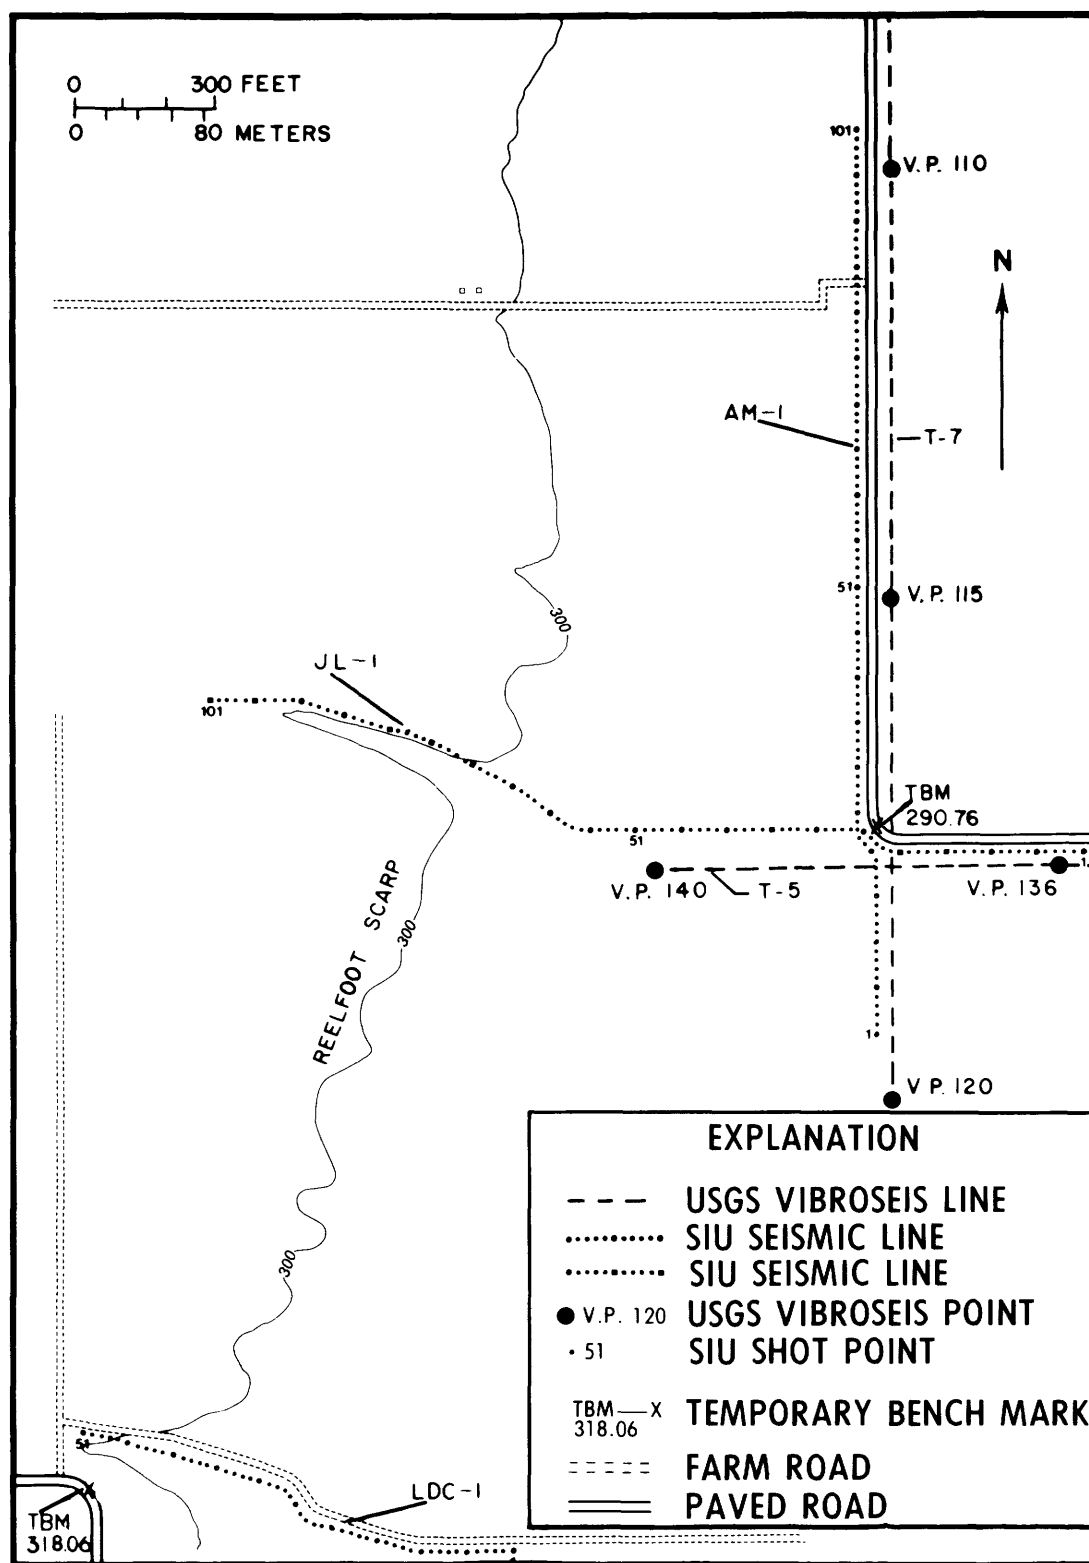 0 300 FEET
0 80 METERS
101
V.P. 110
N
AM-1
T-7
51
V.P. 115
300
JL-1
101
TBM
290.76
51
1
V.P. 140
T-5
V.P. 136
REELFOOT SCARP
300
1
V.P. 120
300
EXPLANATION
USGS VIBROSEIS LINE
SIU SEISMIC LINE
SIU SEISMIC LINE
V.P. 120 USGS VIBROSEIS POINT
51 SIU SHOT POINT
TBM — X TEMPORARY BENCH MARK
318.06
FARM ROAD
PAVED ROAD
51
LDC-1
TBM
318.06